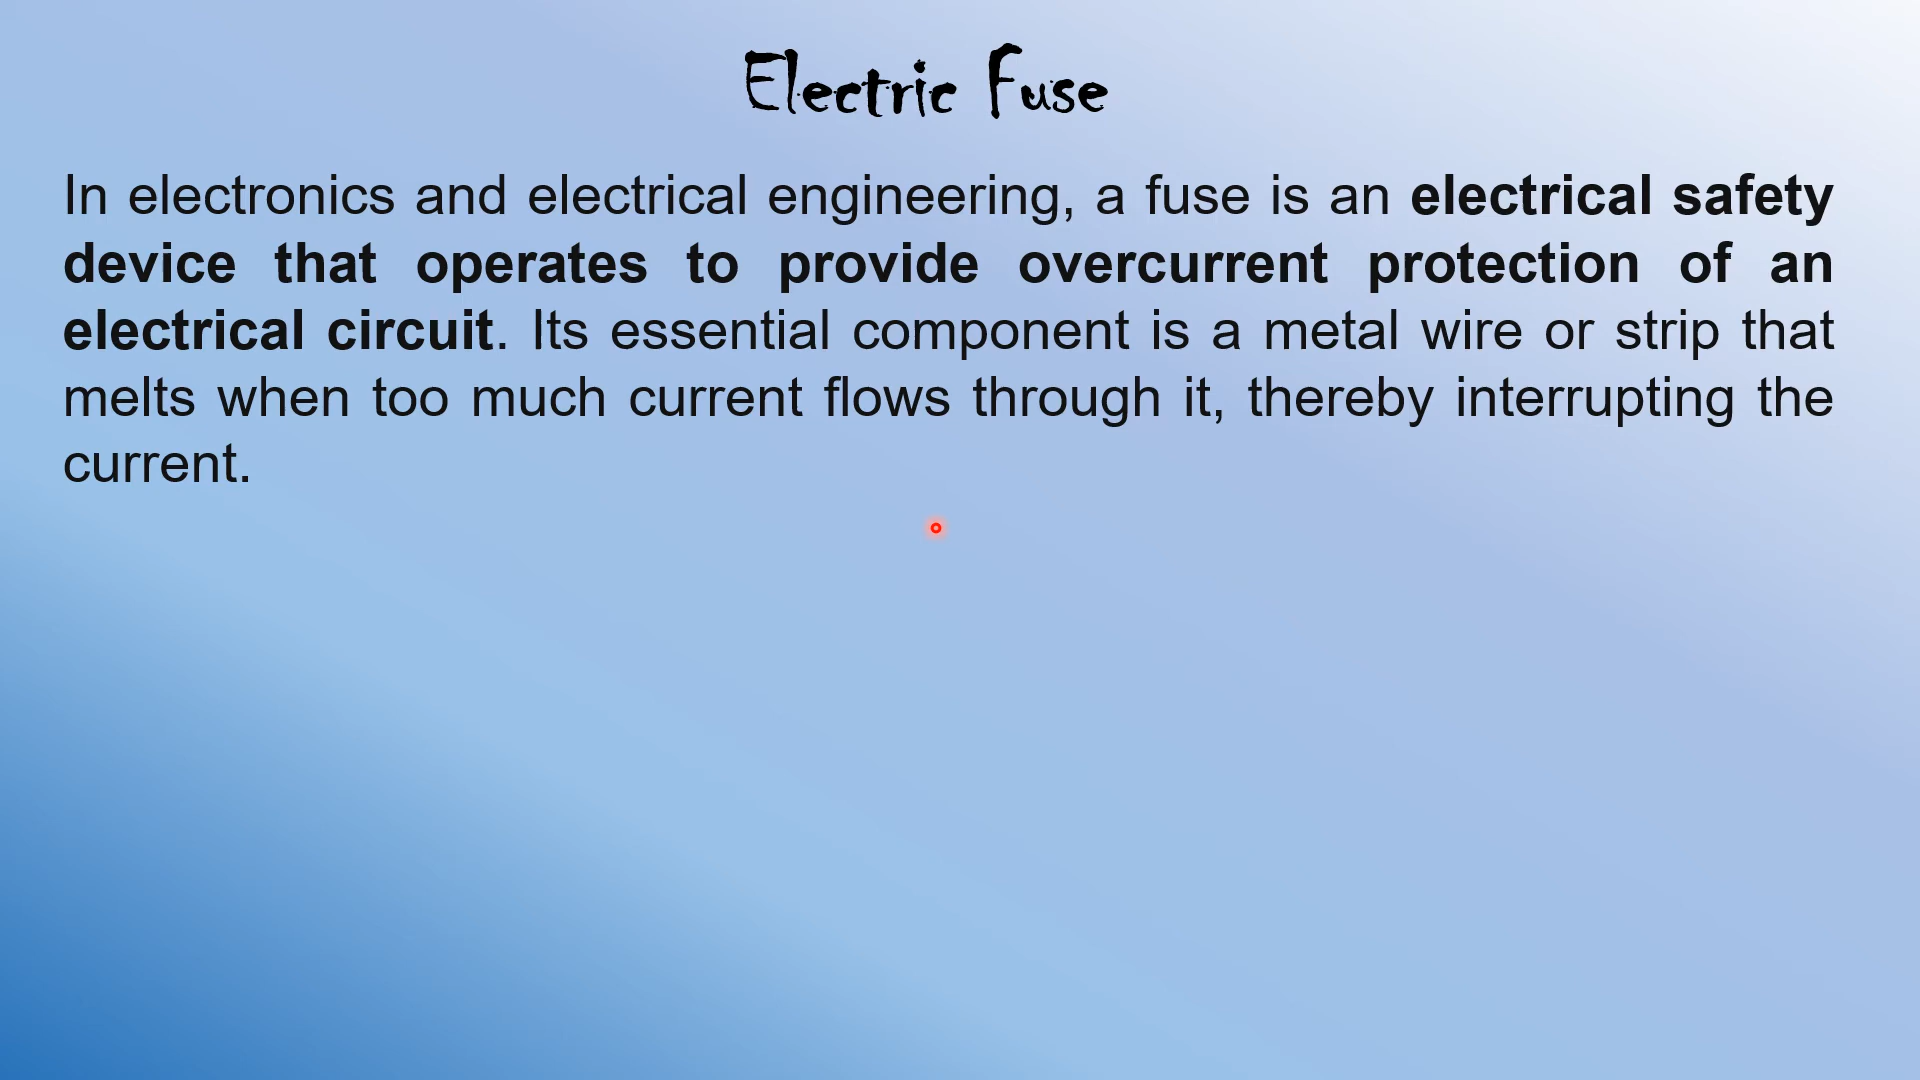 Electric Fuse
In electronics and electrical engineering, a fuse is an electrical safety
device that operates to provide overcurrent protection of an
electrical circuit. Its essential component is a metal wire or strip that
melts when too much current flows through it, thereby interrupting the
current.